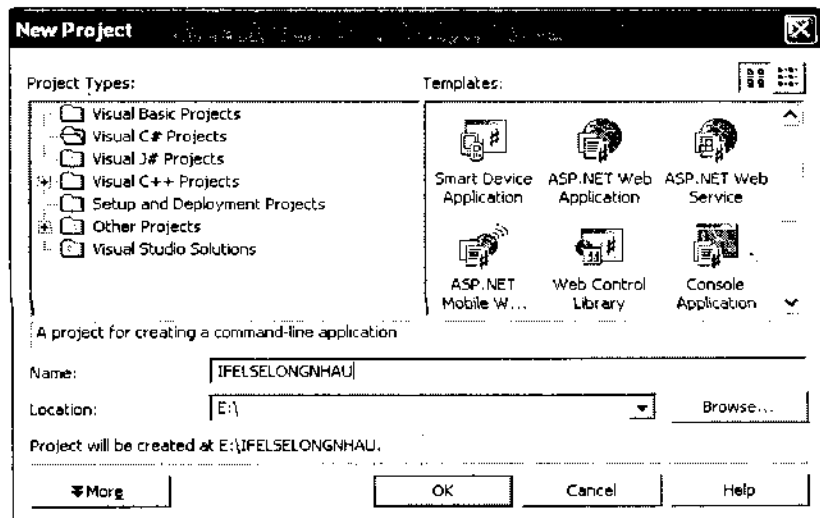 New Project
Project Types:
Templates:
Visual Basic Projects
Visual C# Projects
Visual J# Projects
Visual C++ Projects
Setup and Deployment Projects
Other Projects
Visual Studio Solutions
Smart Device Application
ASP.NET Web Application
ASP.NET Web Service
ASP.NET Mobile W...
Web Control Library
Console Application
A project for creating a command-line application
Name:
IFELSELONGNHAU
Location:
E:\
Browse...
Project will be created at E:\IFELSELONGNHAU.
More
OK
Cancel
Help